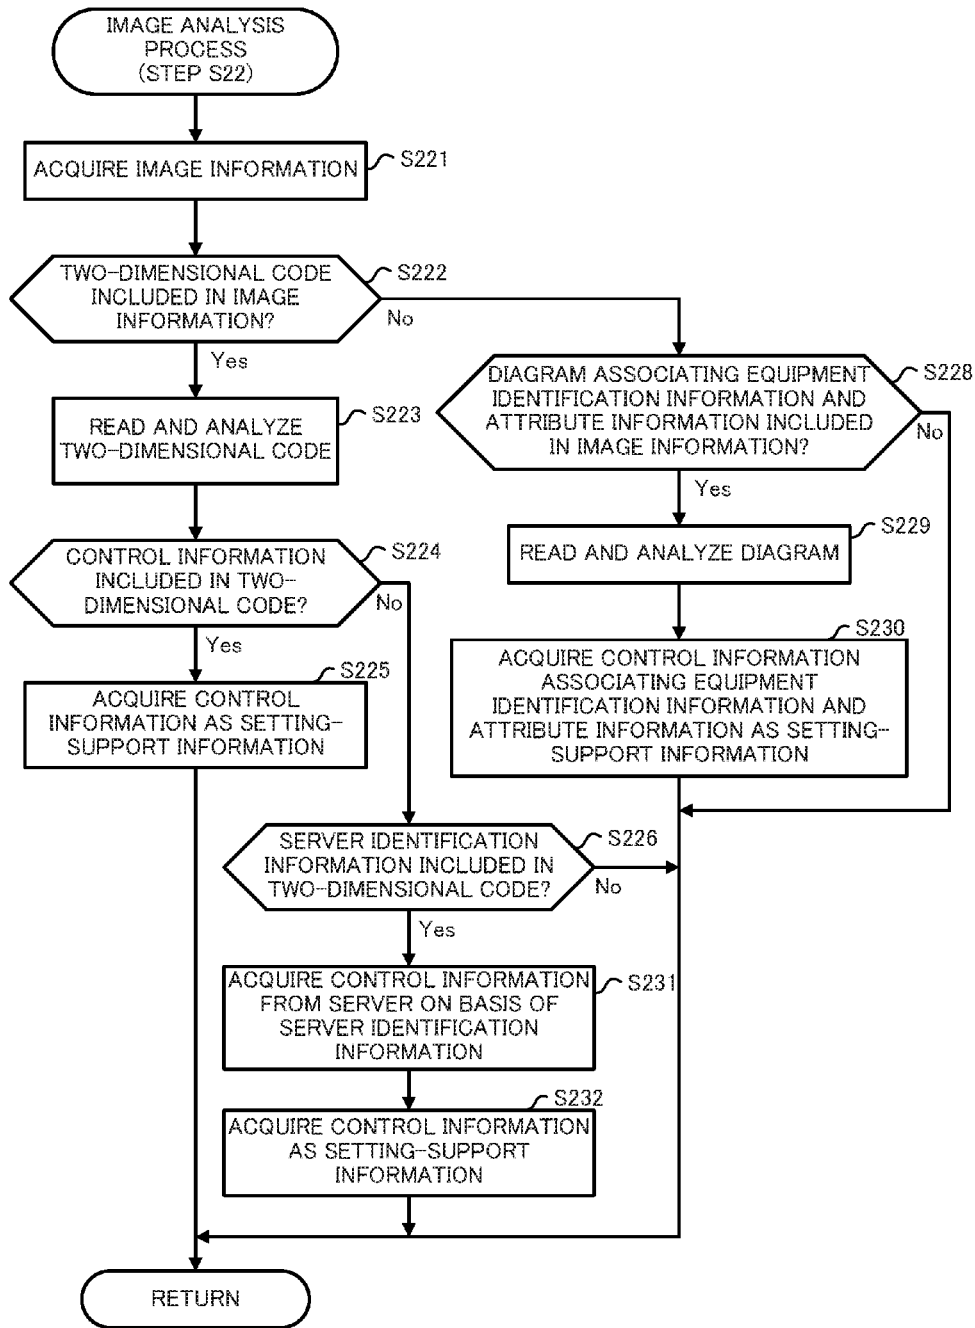 IMAGE ANALYSIS
PROCESS
(STEP S22)
ACQUIRE IMAGE INFORMATION
S221
TWO-DIMENSIONAL CODE
INCLUDED IN IMAGE
INFORMATION?
S222
No
Yes
READ AND ANALYZE
TWO-DIMENSIONAL CODE
S223
CONTROL INFORMATION
INCLUDED IN TWO-
DIMENSIONAL CODE?
S224
No
Yes
ACQUIRE CONTROL
INFORMATION AS SETTING-
SUPPORT INFORMATION
S225
DIAGRAM ASSOCIATING EQUIPMENT
IDENTIFICATION INFORMATION AND
ATTRIBUTE INFORMATION INCLUDED
IN IMAGE INFORMATION?
S228
No
Yes
READ AND ANALYZE DIAGRAM
S229
ACQUIRE CONTROL INFORMATION
ASSOCIATING EQUIPMENT
IDENTIFICATION INFORMATION AND
ATTRIBUTE INFORMATION AS SETTING-
SUPPORT INFORMATION
S230
SERVER IDENTIFICATION
INFORMATION INCLUDED IN
TWO-DIMENSIONAL CODE?
S226
No
Yes
ACQUIRE CONTROL INFORMATION
FROM SERVER ON BASIS OF
SERVER IDENTIFICATION
INFORMATION
S231
ACQUIRE CONTROL INFORMATION
AS SETTING-SUPPORT
INFORMATION
S232
RETURN